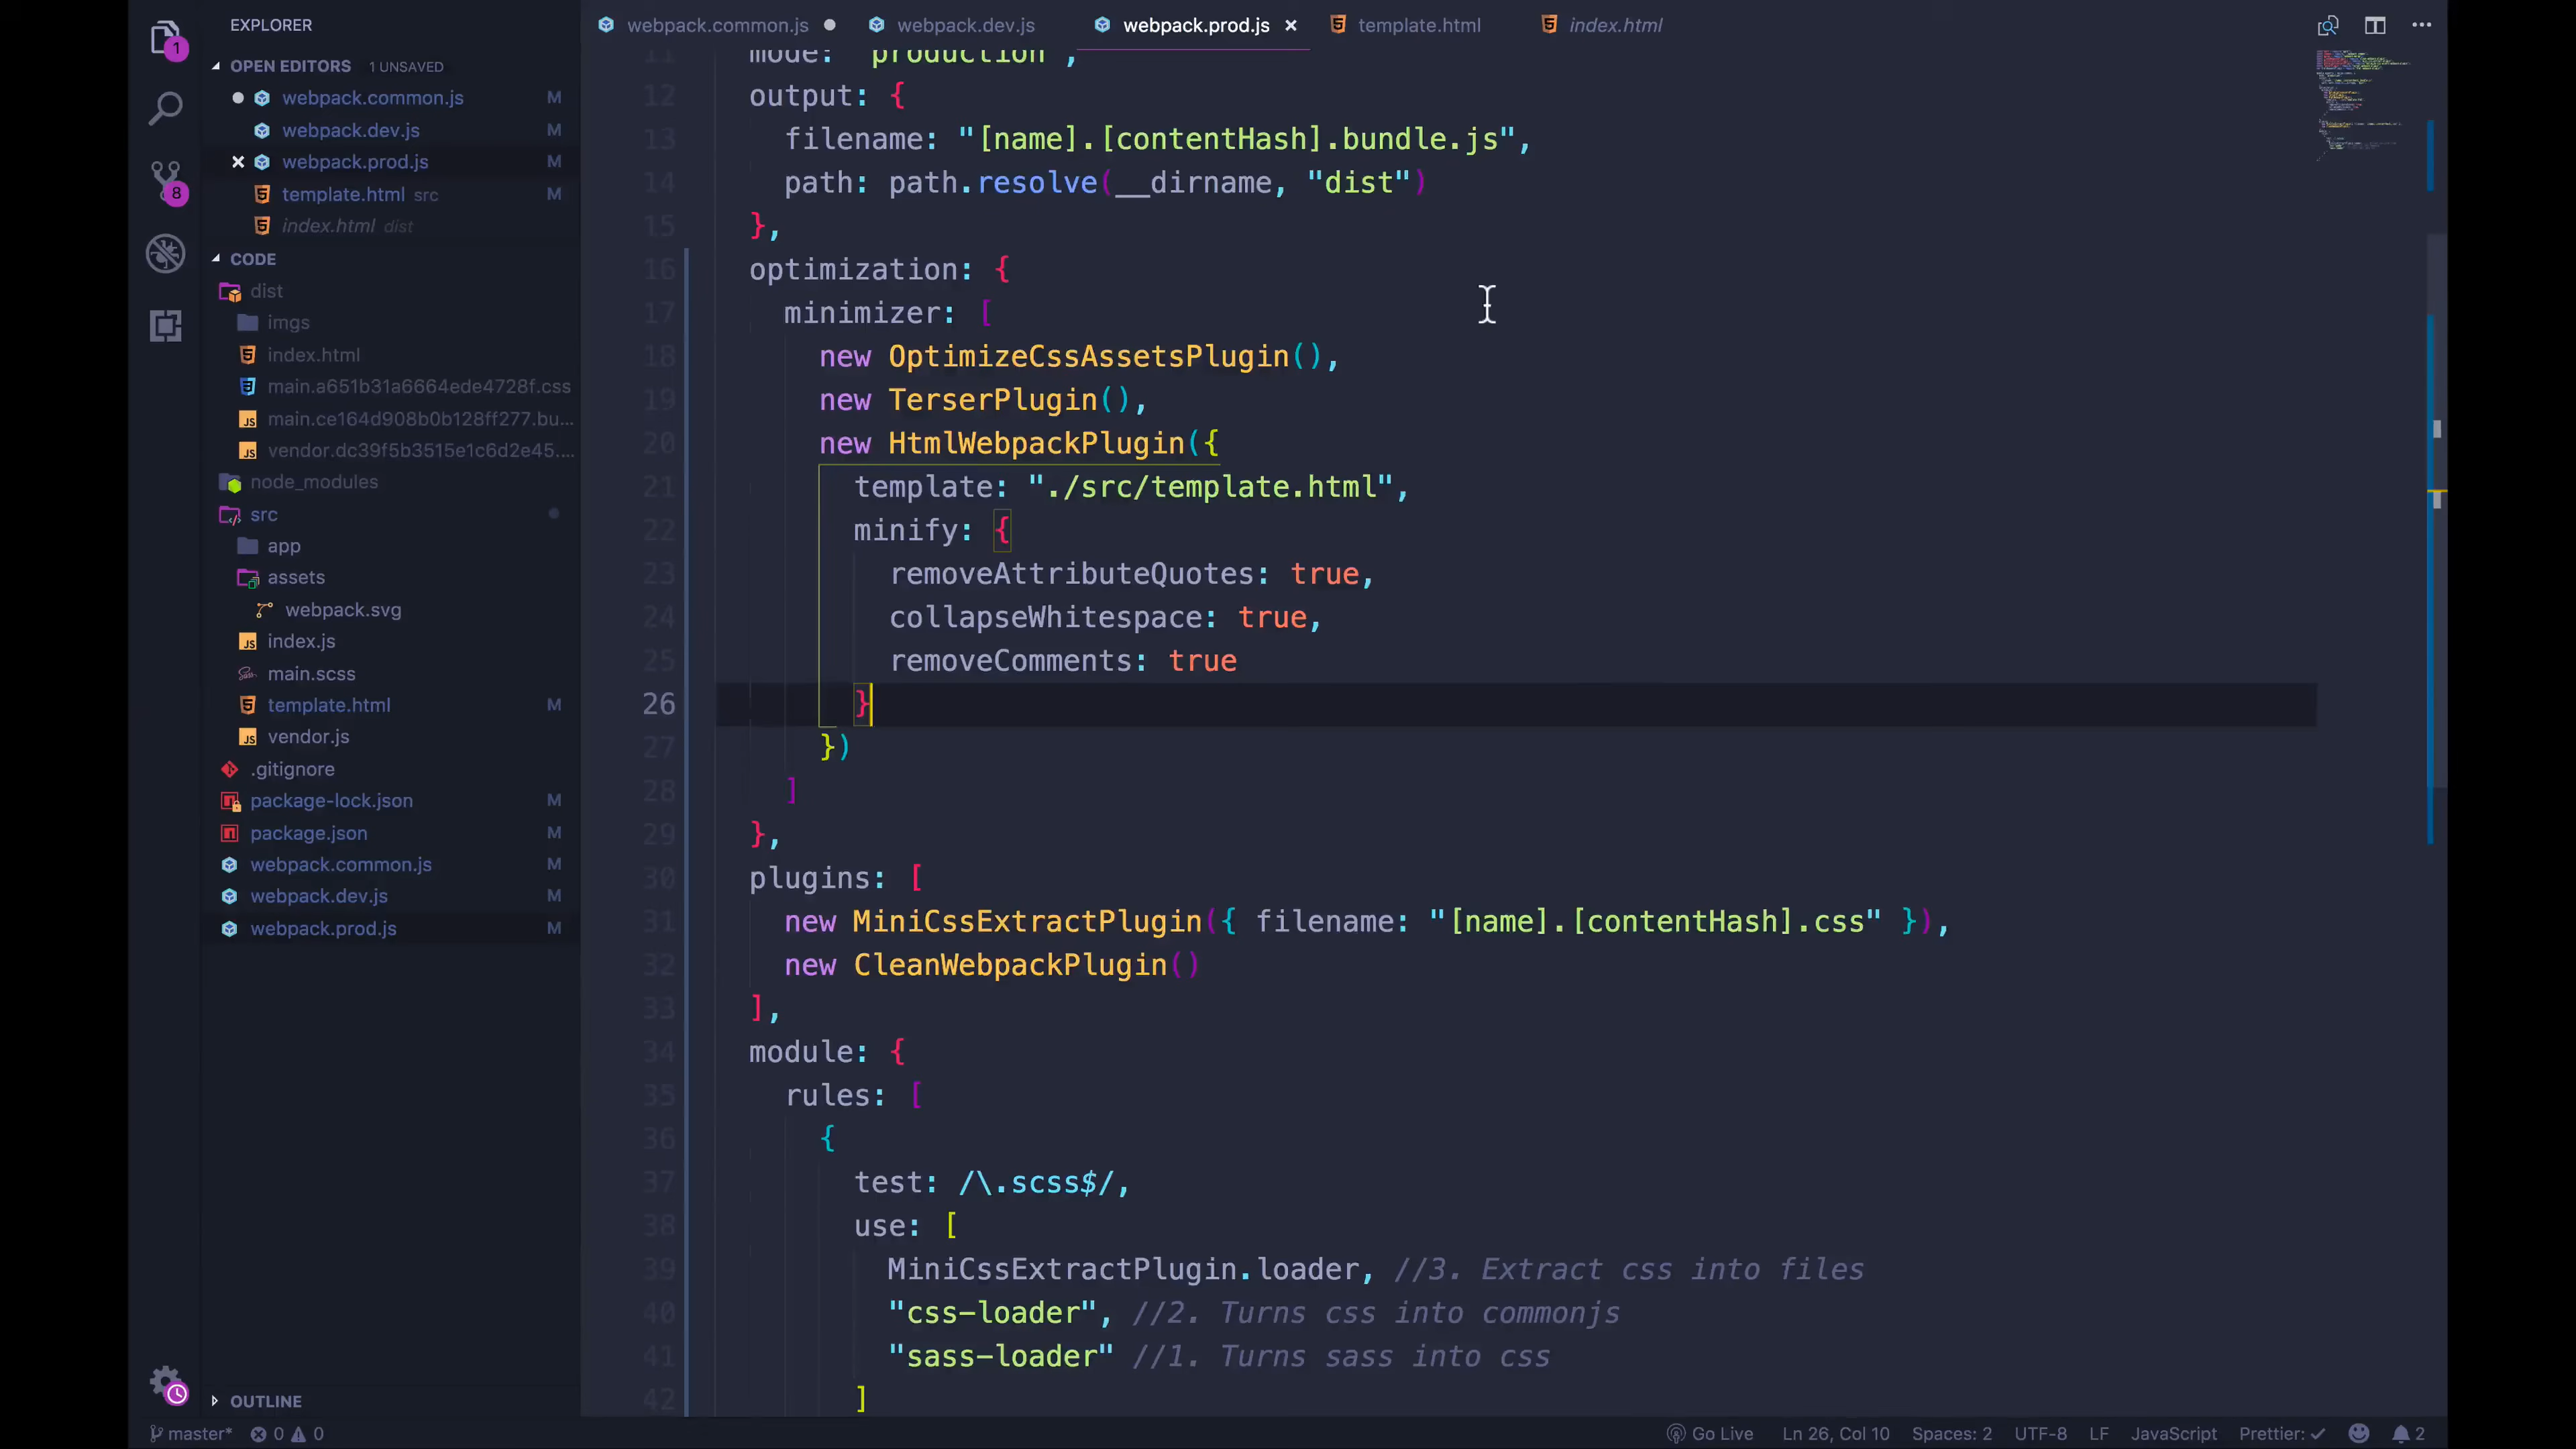 EXPLORER
OPEN EDITORS 1 UNSAVED
webpack.common.js M
webpack.dev.js M
webpack.prod.js M
template.html src M
index.html dist
CODE
dist
imgs
index.html
main.a651b31a6664ede4728f.css
main.ce164d908b0b128ff277.bu...
vendor.dc39f5b3515e1c6d2e45....
node_modules
src
app
assets
webpack.svg
index.js
main.scss
template.html M
vendor.js
.gitignore
package-lock.json M
package.json M
webpack.common.js M
webpack.dev.js M
webpack.prod.js M
OUTLINE
1
8
webpack.common.js webpack.dev.js webpack.prod.js template.html index.html
11 mode: "production",
12 output: {
13 filename: "[name].[contentHash].bundle.js",
14 path: path.resolve(__dirname, "dist")
15 },
16 optimization: {
17 minimizer: [
18 new OptimizeCssAssetsPlugin(),
19 new TerserPlugin(),
20 new HtmlWebpackPlugin({
21 template: "./src/template.html",
22 minify: {
23 removeAttributeQuotes: true,
24 collapseWhitespace: true,
25 removeComments: true
26 }
27 })
28 ]
29 },
30 plugins: [
31 new MiniCssExtractPlugin({ filename: "[name].[contentHash].css" }),
32 new CleanWebpackPlugin()
33 ],
34 module: {
35 rules: [
36 {
37 test: /\.scss$/,
38 use: [
39 MiniCssExtractPlugin.loader, //3. Extract css into files
40 "css-loader", //2. Turns css into commonjs
41 "sass-loader" //1. Turns sass into css
42 ]
master* 0 0 Go Live Ln 26, Col 10 Spaces: 2 UTF-8 LF JavaScript Prettier: ✓ 2